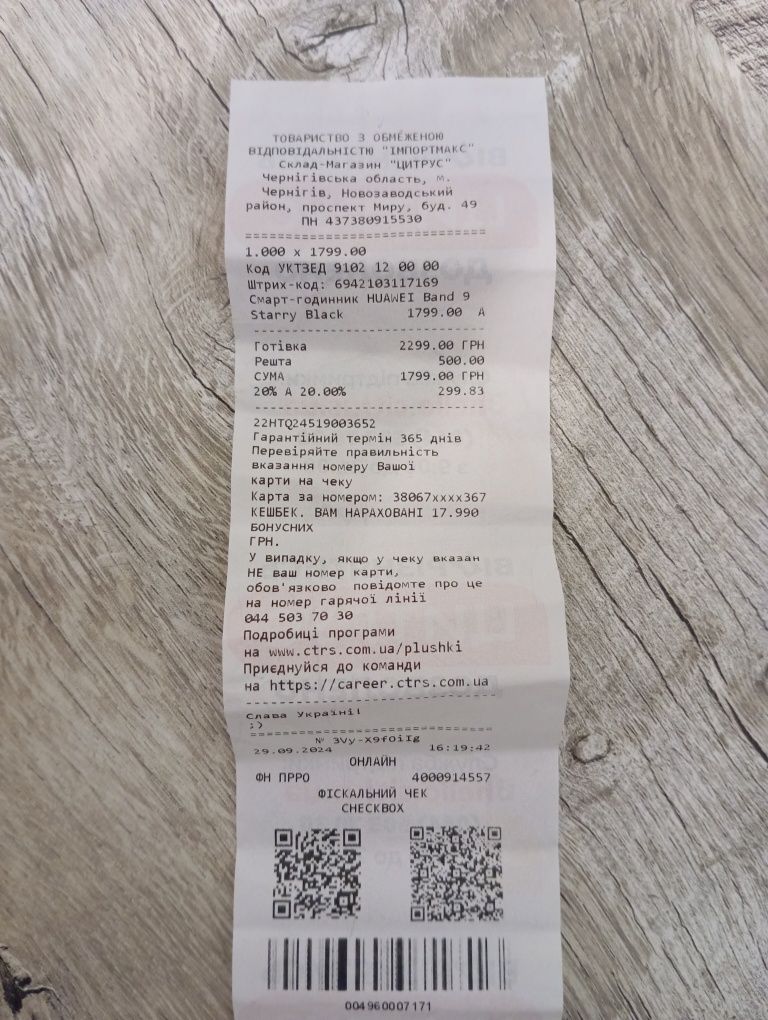 ТОВАРИСТВО З ОБМЕЖЕНОЮ
ВІДПОВІДАЛЬНІСТЮ "ІМПОРТМАКС"
Склад-Магазин "ЦИТРУС"
Чернігівська область, м.
Чернігів, Новозаводський
район, проспект Миру, буд. 49
ПН 437380915530
1.000 x 1799.00
Код УКТЗЕД 9102 12 00 00
Штрих-код: 6942103117169
Смарт-годинник HUAWEI Band 9
Starry Black 1799.00 А
Готівка 2299.00 ГРН
Решта 500.00
СУМА 1799.00 ГРН
20% А 20.00% 299.83
22HTQ24519003652
Гарантійний термін 365 днів
Перевіряйте правильність
вказання номеру Вашої
карти на чеку
Карта за номером: 38067xxxx367
КЕШБЕК. ВАМ НАРАХОВАНІ 17.990
БОНУСНИХ
ГРН.
У випадку, якщо у чеку вказан
НЕ ваш номер карти,
обов'язково повідомте про це
на номер гарячої лінії
044 503 70 30
Подробиці програми
на www.ctrs.com.ua/plushki
Приєднуйся до команди
на https://career.ctrs.com.ua
Слава Україні!
;)
№ 3Vy-X9fOiIg
29.09.2024 16:19:42
ОНЛАЙН
ФН ПРРО 4000914557
ФІСКАЛЬНИЙ ЧЕК
CHECKBOX
004960007171